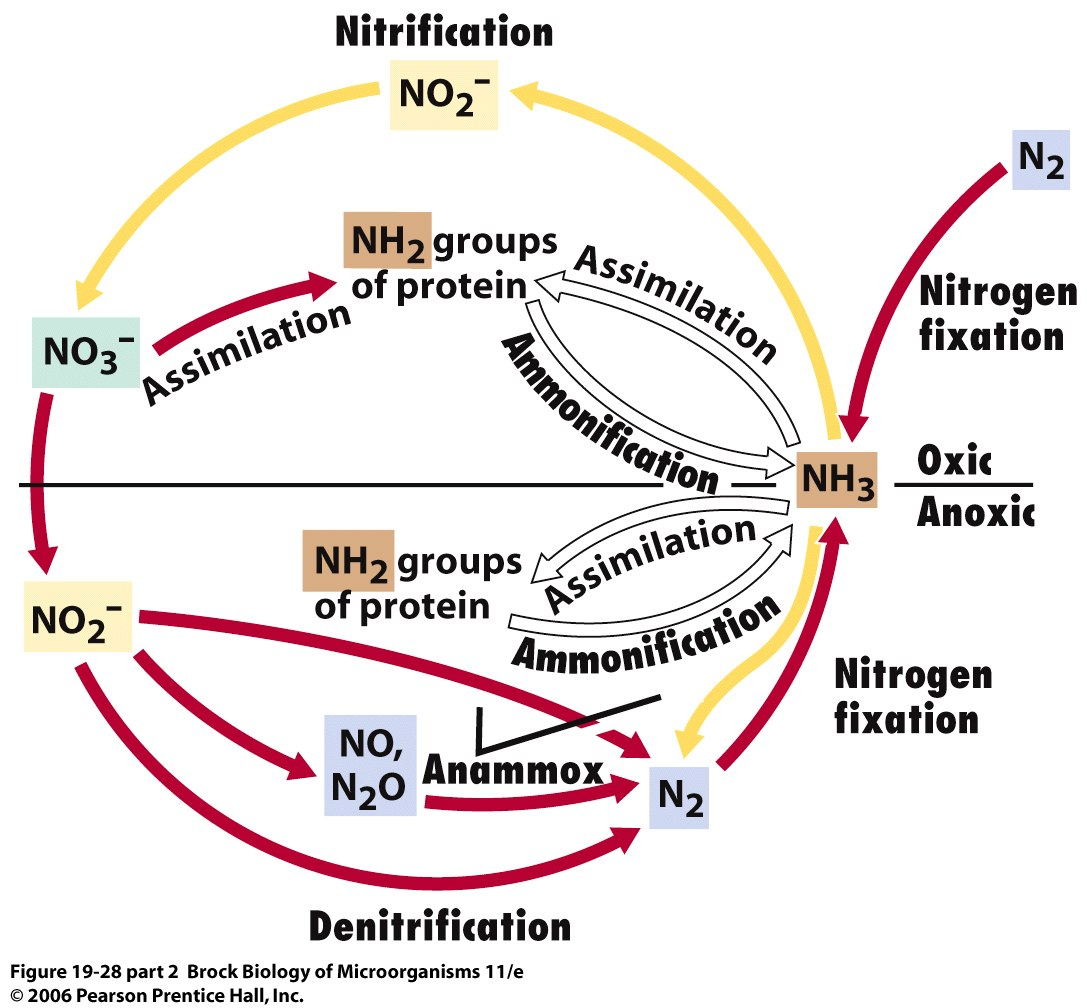 Nitrification
NO₂⁻
N₂
NH₂ groups
of protein
Assimilation
Nitrogen
fixation
NO₃⁻
Assimilation
Ammonification
NH₃
Oxic
Anoxic
NH₂ groups
of protein
Assimilation
Ammonification
NO₂⁻
Nitrogen
fixation
NO,
N₂O
Anammox
N₂
Denitrification
Figure 19-28 part 2 Brock Biology of Microorganisms 11/e
© 2006 Pearson Prentice Hall, Inc.